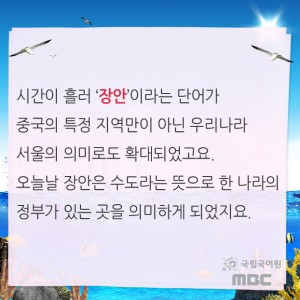 시간이 흘러 ‘장안’이라는 단어가
중국의 특정 지역만이 아닌 우리나라
서울의 의미로도 확대되었고요.
오늘날 장안은 수도라는 뜻으로 한 나라의
정부가 있는 곳을 의미하게 되었지요.
국립국어원
MBC